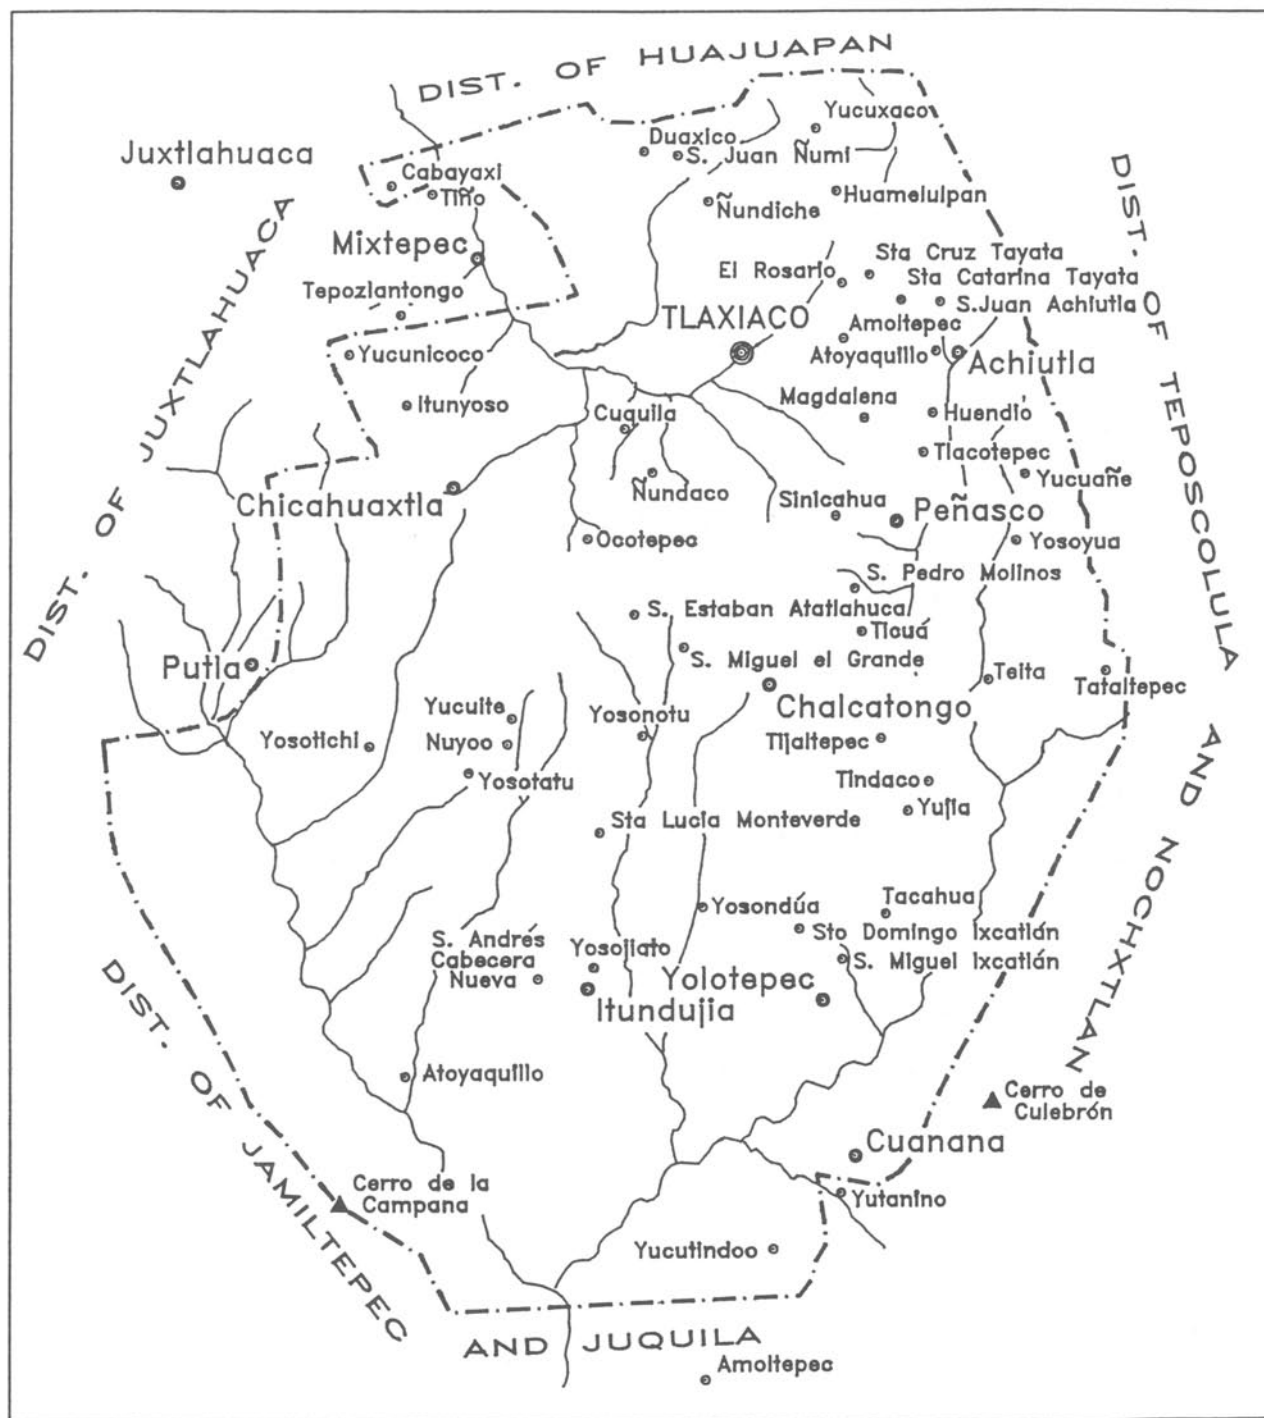 DIST. OF HUAJUAPAN
Yucuxaco
Duaxico
S. Juan Ñumi
Juxtlahuaca
Cabayaxi
Tiño
Huamelulpan
Ñundiche
Mixtepec
Sta Cruz Tayata
El Rosario
Sta Catarina Tayata
Tepozlantongo
S.Juan Achiutla
TLAXIACO
Amoltepec
Yucunicoco
Atoyaquillo
Achiutla
Magdalena
Itunyoso
Cuquila
Huendió
Tlacotepec
Ñundaco
Yucuañe
Chicahuaxtla
Sinicahua
Peñasco
Ocotepec
Yosoyua
S. Pedro Molinos
S. Estaban Atatlahuca
Ticuá
Putla
S. Miguel el Grande
Teita
Tataltepec
Chalcatongo
Yucuite
Yosonotu
Yosotichi
Nuyoo
Tijaltepec
Yosotatu
Tindaco
Yujia
Sta Lucia Monteverde
Tacahua
Yosondúa
Sto Domingo Ixcatlán
S. Andrés
Cabecera
Nueva
Yosojiato
S. Miguel Ixcatlán
Yolotepec
Itundujia
Atoyaquillo
Cerro de
Culebrón
Cuanana
Cerro de la
Campana
Yutanino
Yucutindoo
Amoltepec
DIST. OF JUXTLAHUACA
DIST. OF TEPOSCOLULA AND NOCHXTLAN
DIST. OF JAMILTEPEC AND JUQUILA